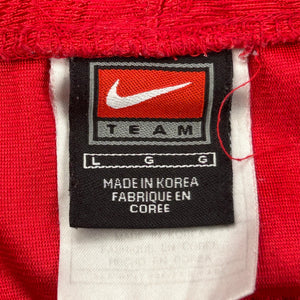 TEAM
L G G
MADE IN KOREA
FABRIQUE EN
COREE